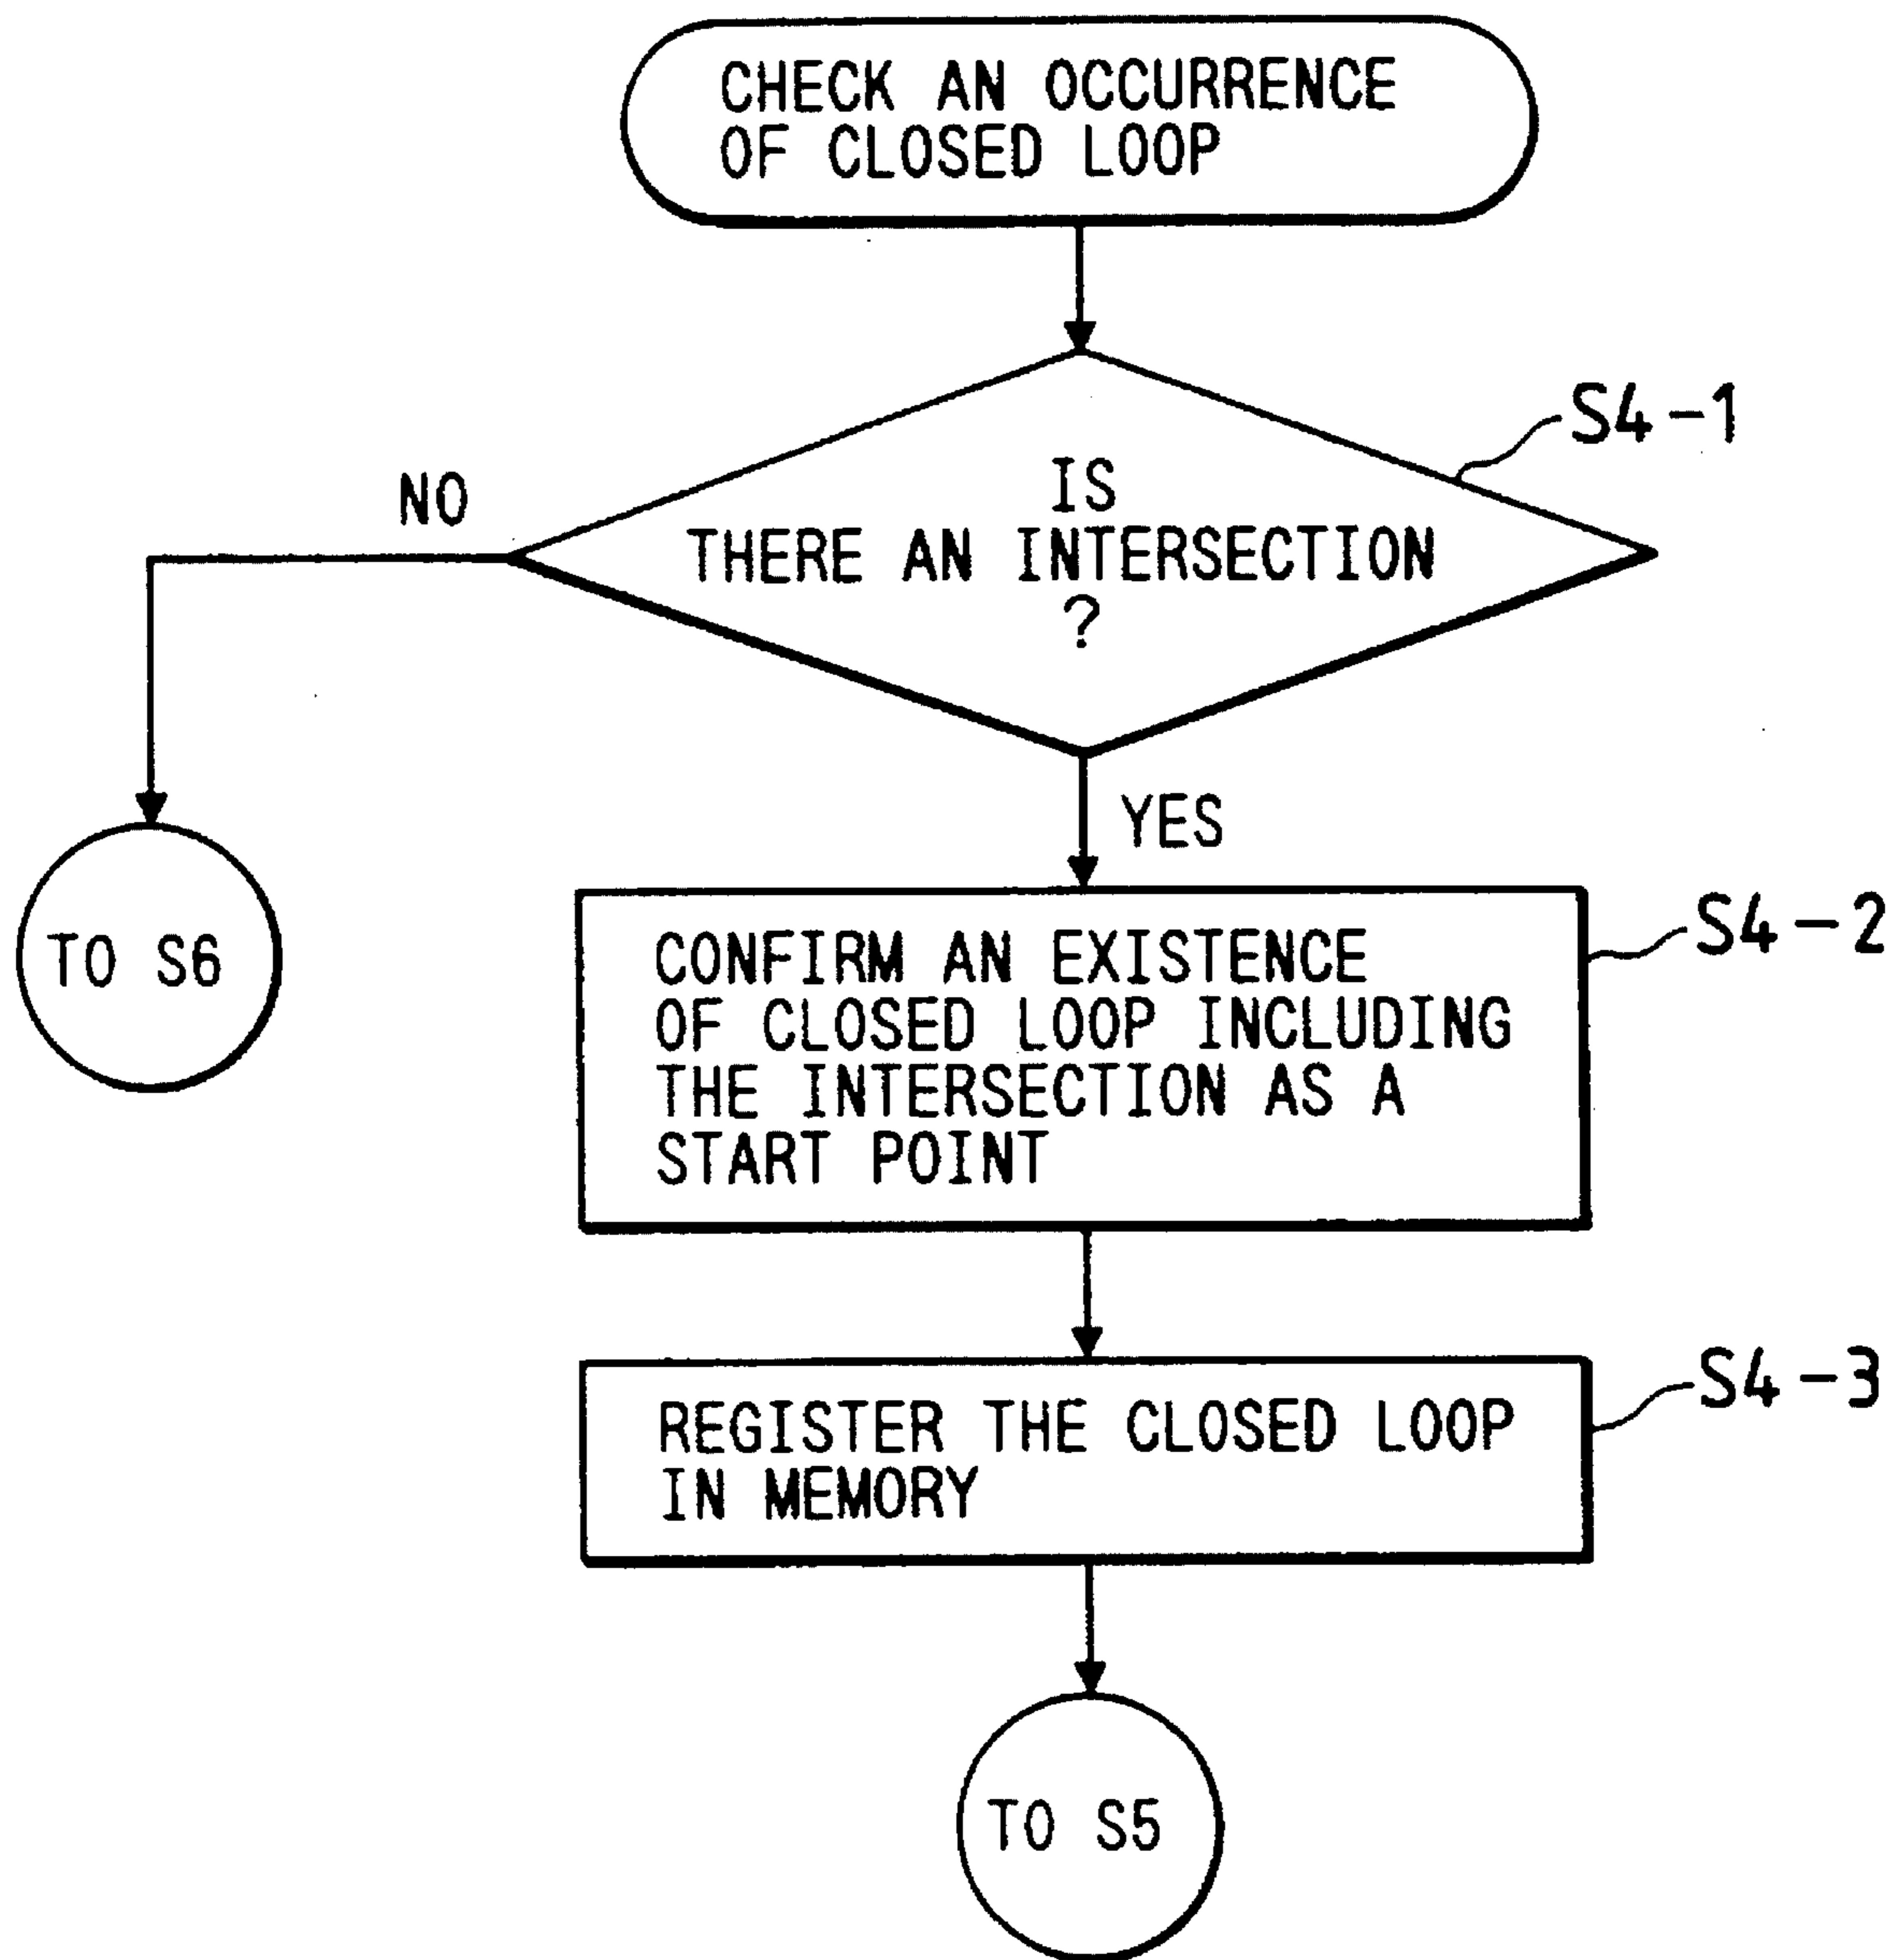 CHECK AN OCCURRENCE
OF CLOSED LOOP
S4-1
IS
THERE AN INTERSECTION
?
NO
YES
TO S6
S4-2
CONFIRM AN EXISTENCE
OF CLOSED LOOP INCLUDING
THE INTERSECTION AS A
START POINT
S4-3
REGISTER THE CLOSED LOOP
IN MEMORY
TO S5